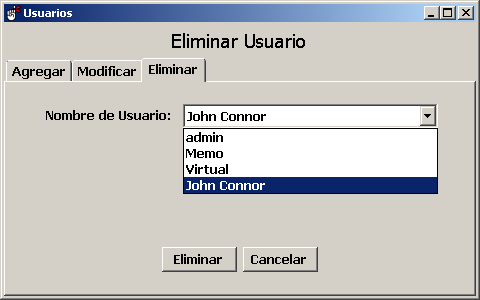 Usuarios
Eliminar Usuario
Agregar Modificar Eliminar
Nombre de Usuario: John Connor
admin
Memo
Virtual
John Connor
Eliminar Cancelar